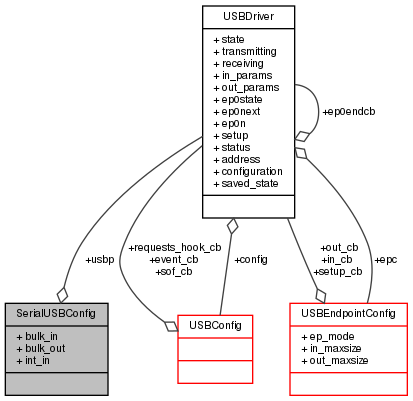 USBDriver
+ state
+ transmitting
+ receiving
+ in_params
+ out_params
+ ep0state
+ ep0next
+ ep0n
+ setup
+ status
+ address
+ configuration
+ saved_state
+ep0endcb
+usbp
+requests_hook_cb
+event_cb
+sof_cb
+config
+out_cb
+in_cb
+setup_cb
+epc
SerialUSBConfig
+ bulk_in
+ bulk_out
+ int_in
USBConfig
USBEndpointConfig
+ ep_mode
+ in_maxsize
+ out_maxsize